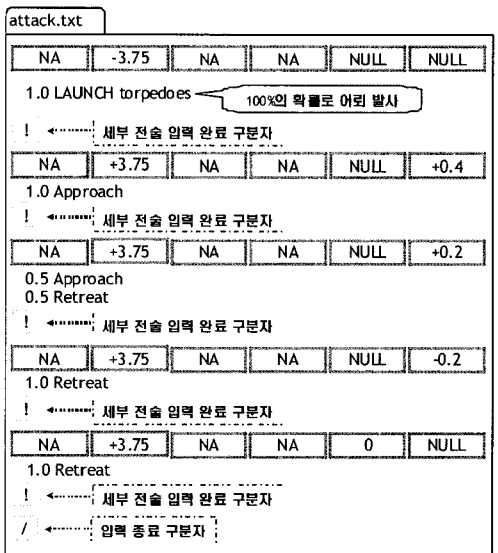 attack.txt
NA -3.75 NA NA NULL NULL
1.0 LAUNCH torpedoes 100%의 확률로 어뢰 발사
! 세부 전술 입력 완료 구분자
NA +3.75 NA NA NULL +0.4
1.0 Approach
! 세부 전술 입력 완료 구분자
NA +3.75 NA NA NULL +0.2
0.5 Approach
0.5 Retreat
! 세부 전술 입력 완료 구분자
NA +3.75 NA NA NULL -0.2
1.0 Retreat
! 세부 전술 입력 완료 구분자
NA +3.75 NA NA 0 NULL
1.0 Retreat
! 세부 전술 입력 완료 구분자
/ 입력 종료 구분자